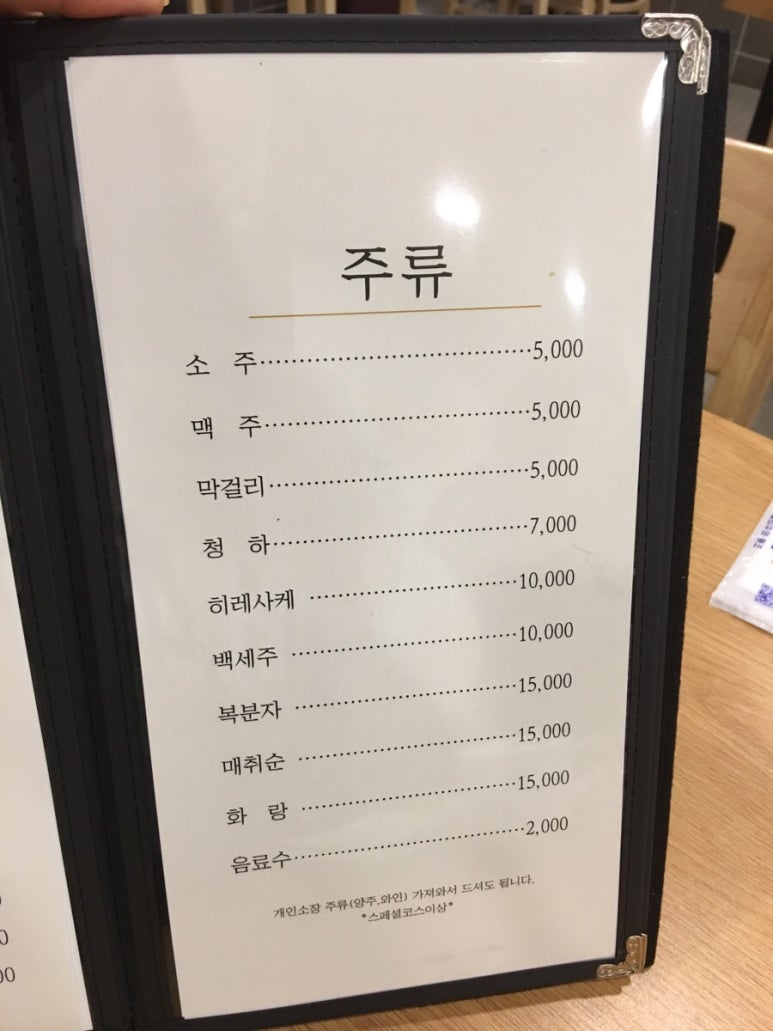 주류
소 주··································5,000
맥 주··································5,000
막걸리·································5,000
청 하··································7,000
히레사케 ···························10,000
백세주 ·····························10,000
복분자 ·····························15,000
매취순 ·····························15,000
화 랑 ·····························15,000
음료수······························2,000
개인소장 주류(양주,와인) 가져와서 드셔도 됩니다.
*스페셜코스이상*